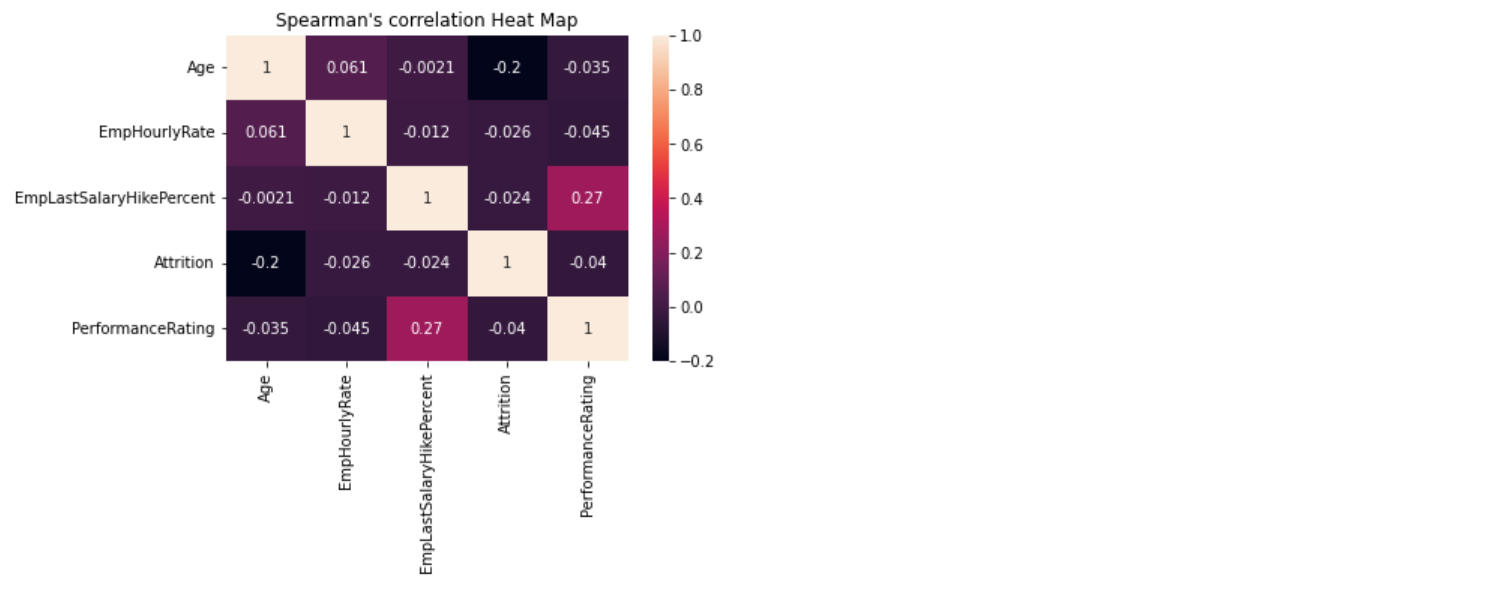 Spearman's correlation Heat Map
Age 1 0.061 -0.0021 -0.2 -0.035
EmpHourlyRate 0.061 1 -0.012 -0.026 -0.045
EmpLastSalaryHikePercent -0.0021 -0.012 1 -0.024 0.27
Attrition -0.2 -0.026 -0.024 1 -0.04
PerformanceRating -0.035 -0.045 0.27 -0.04 1
Age
EmpHourlyRate
EmpLastSalaryHikePercent
Attrition
PerformanceRating
1.0
0.8
0.6
0.4
0.2
0.0
−0.2